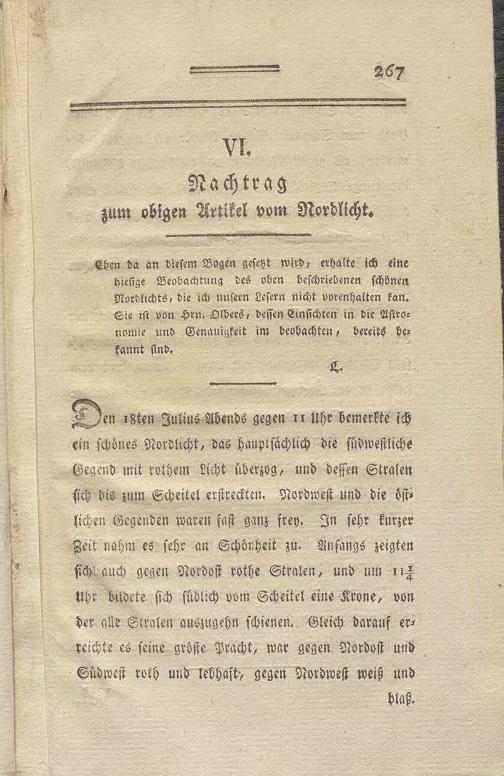 267
VI.
Nachtrag
zum obigen Artikel vom Nordlicht.
Eben da an diesem Bogen gesetzt wird, erhalte ich eine
hiesige Beobachtung des oben beschriebenen schönen
Nordlichts, die ich unsern Lesern nicht vorenhalten kan.
Sie ist von Hrn. Olbers, dessen Einsichten in die Astro-
nomie und Genauigkeit im beobachten, bereits be-
kannt sind.
L.
Den 18ten Julius Abends gegen 11 Uhr bemerkte ich
ein schönes Nordlicht, das hauptsächlich die südwestliche
Gegend mit rothem Licht überzog, und dessen Stralen
sich bis zum Scheitel erstreckten. Nordwest und die öst-
lichen Gegenden waren fast ganz frey. In sehr kurzer
Zeit nahm es sehr an Schönheit zu. Anfangs zeigten
sich auch gegen Nordost rothe Stralen, und um 11¼
Uhr bildete sich südlich vom Scheitel eine Krone, von
der alle Stralen auszugehn schienen. Gleich darauf er-
reichte es seine gröste Pracht, war gegen Nordost und
Südwest roth und lebhaft, gegen Nordwest weiß und
blaß.